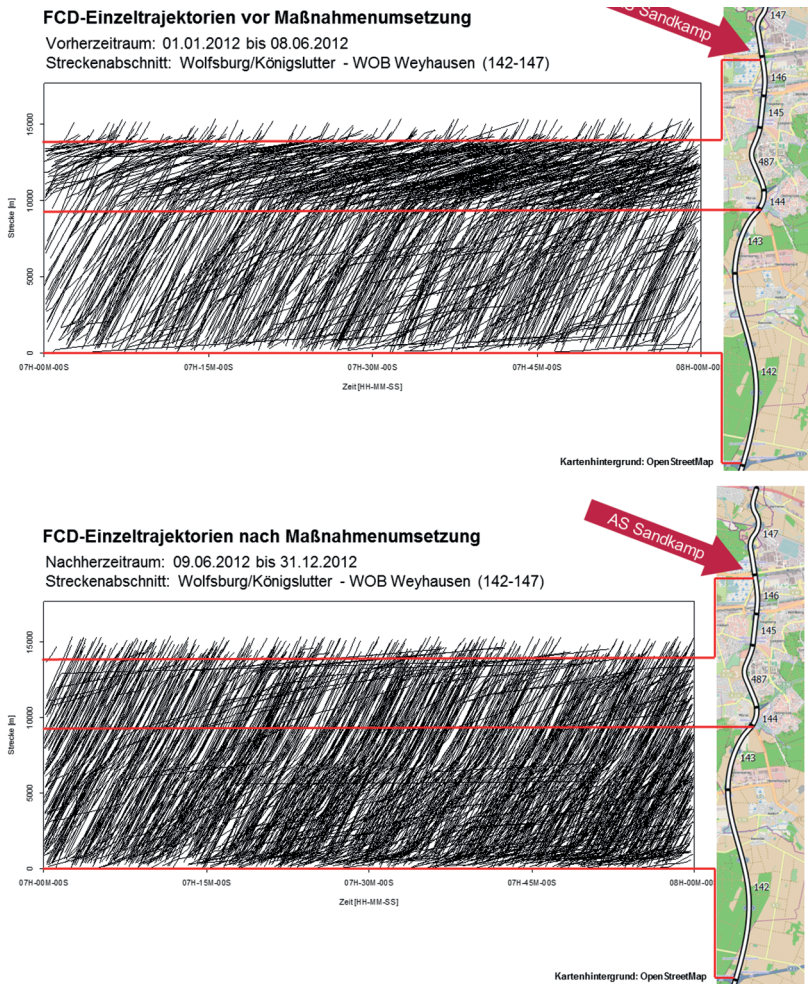 FCD-Einzeltrajektorien vor Maßnahmenumsetzung
Vorherzeitraum: 01.01.2012 bis 08.06.2012
Streckenabschnitt: Wolfsburg/Königslutter - WOB Weyhausen (142-147)
Sandkamp
147
146
145
487
144
143
142
15000
10000
5000
0
Strecke [m]
07H-00M-00S
07H-15M-00S
07H-30M-00S
07H-45M-00S
08H-00M-00
Zeit [HH-MM-SS]
Kartenhintergrund: OpenStreetMap
FCD-Einzeltrajektorien nach Maßnahmenumsetzung
Nachherzeitraum: 09.06.2012 bis 31.12.2012
Streckenabschnitt: Wolfsburg/Königslutter - WOB Weyhausen (142-147)
AS Sandkamp
147
146
145
487
144
143
142
15000
10000
5000
0
Strecke [m]
07H-00M-00S
07H-15M-00S
07H-30M-00S
07H-45M-00S
08H-00M-00
Zeit [HH-MM-SS]
Kartenhintergrund: OpenStreetMap